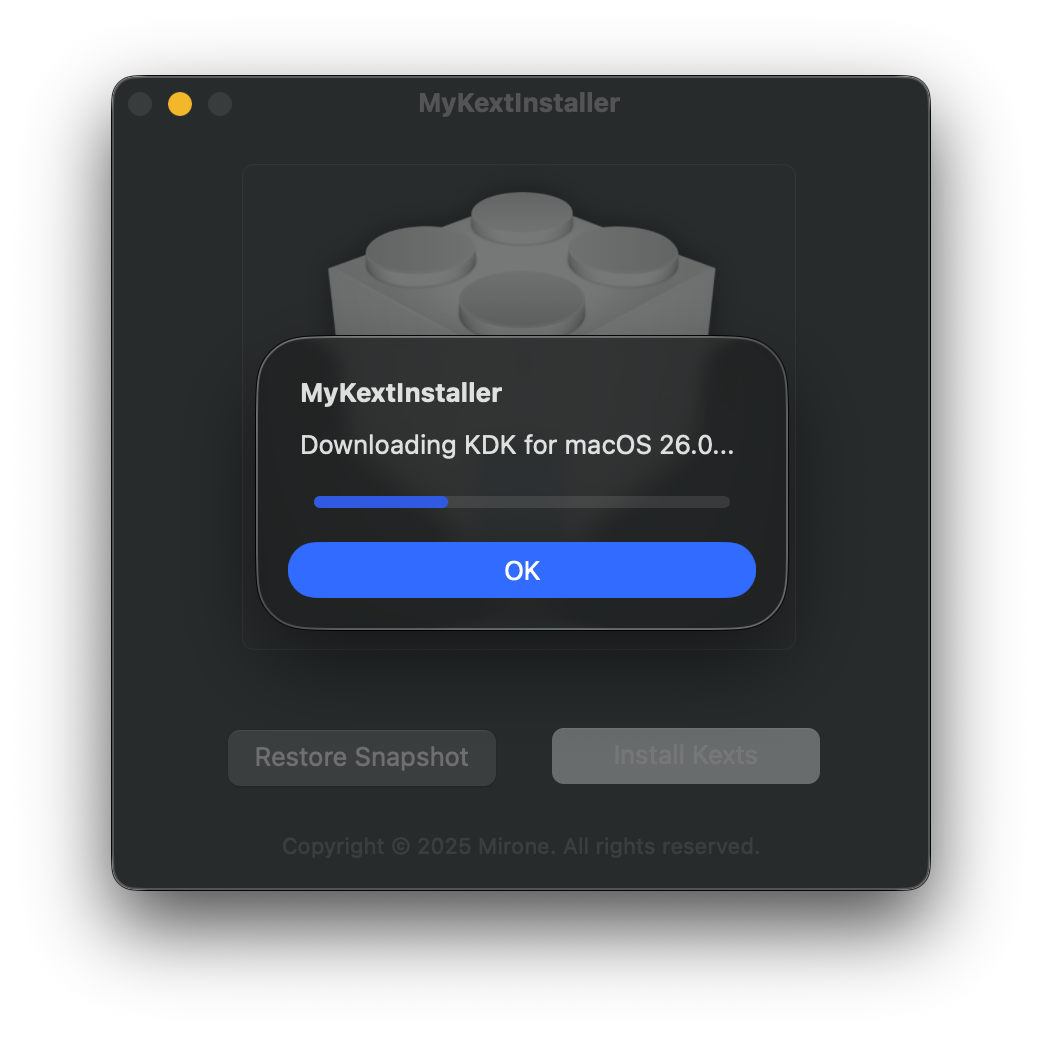 MyKextInstaller
MyKextInstaller
Downloading KDK for macOS 26.0...
OK
Restore Snapshot
Install Kexts
Copyright © 2025 Mirone. All rights reserved.